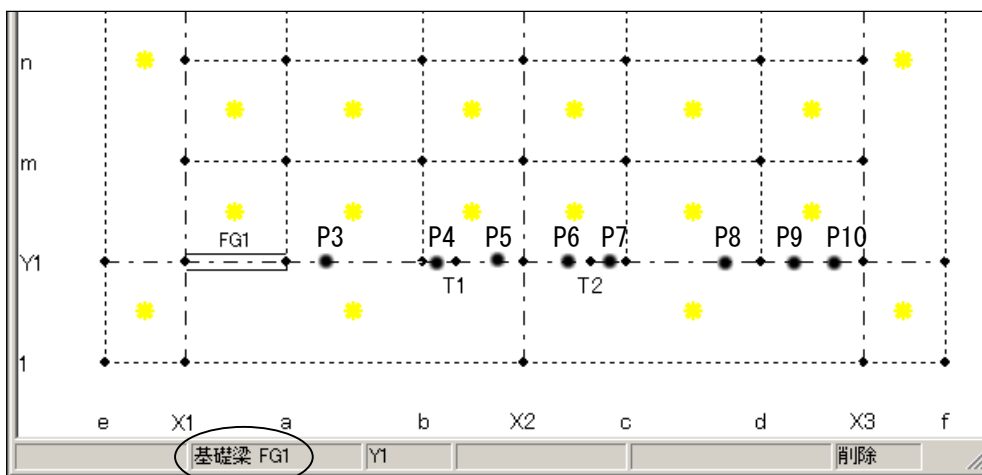 n
m
FG1 P3 P4 P5 P6 P7 P8 P9 P10
Y1
T1 T2
1
e X1 a b X2 c d X3 f
基礎梁 FG1 Y1 削除